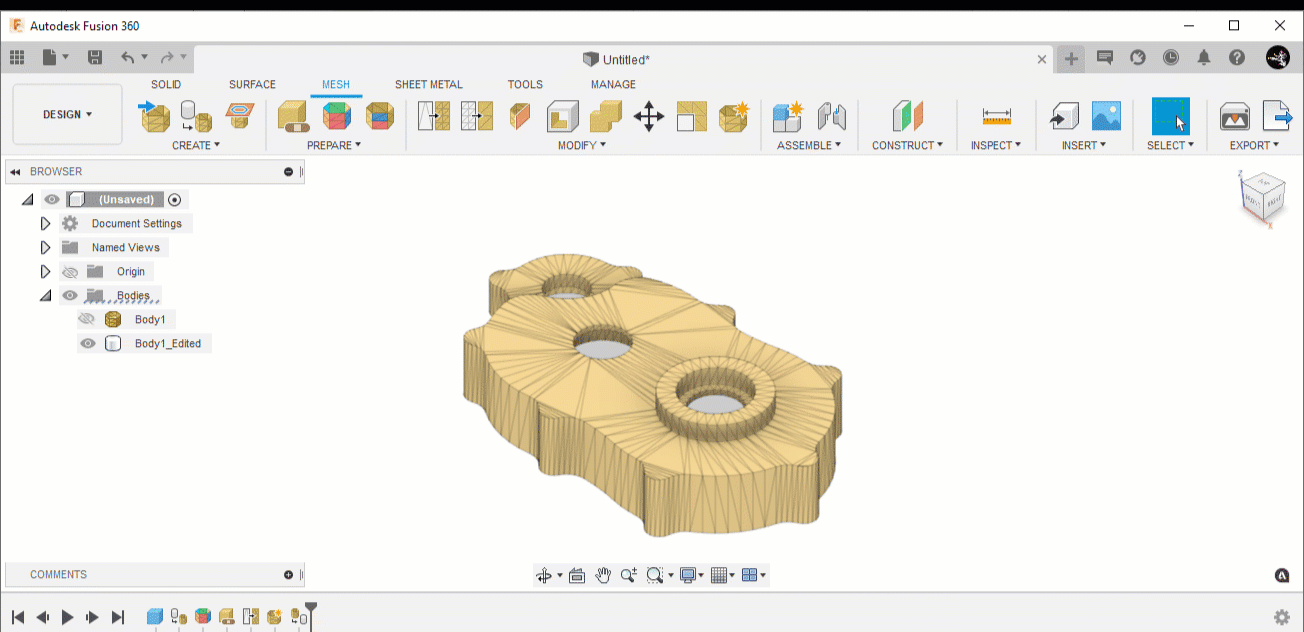 Autodesk Fusion 360
Untitled*
SOLID SURFACE MESH SHEET METAL TOOLS MANAGE
DESIGN
CREATE PREPARE MODIFY ASSEMBLE CONSTRUCT INSPECT INSERT SELECT EXPORT
BROWSER
(Unsaved)
Document Settings
Named Views
Origin
Bodies
Body1
Body1_Edited
Z
X
COMMENTS